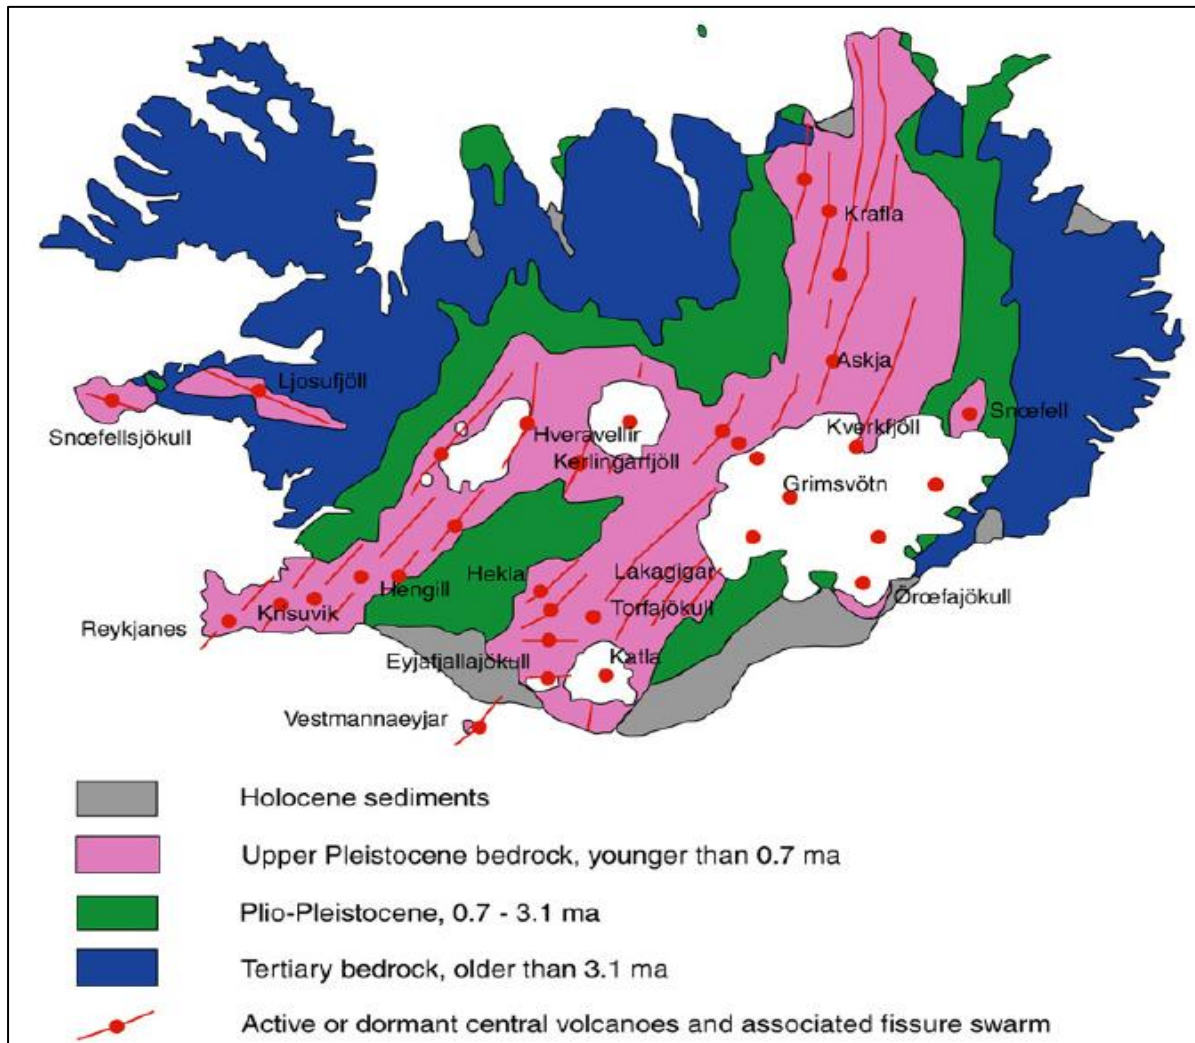 Krafla
Askja
Ljosufjöll
Snœfellsjökull
Snœfell
Hveravellir
Kverkfjöll
Kerlingarfjöll
Grimsvötn
Hekla
Lakagigar
Hengill
Krisuvik
Torfajökull
Örœfajökull
Reykjanes
Eyjafjallajökull
Katla
Vestmannaeyjar
Holocene sediments
Upper Pleistocene bedrock, younger than 0.7 ma
Plio-Pleistocene, 0.7 - 3.1 ma
Tertiary bedrock, older than 3.1 ma
Active or dormant central volcanoes and associated fissure swarm